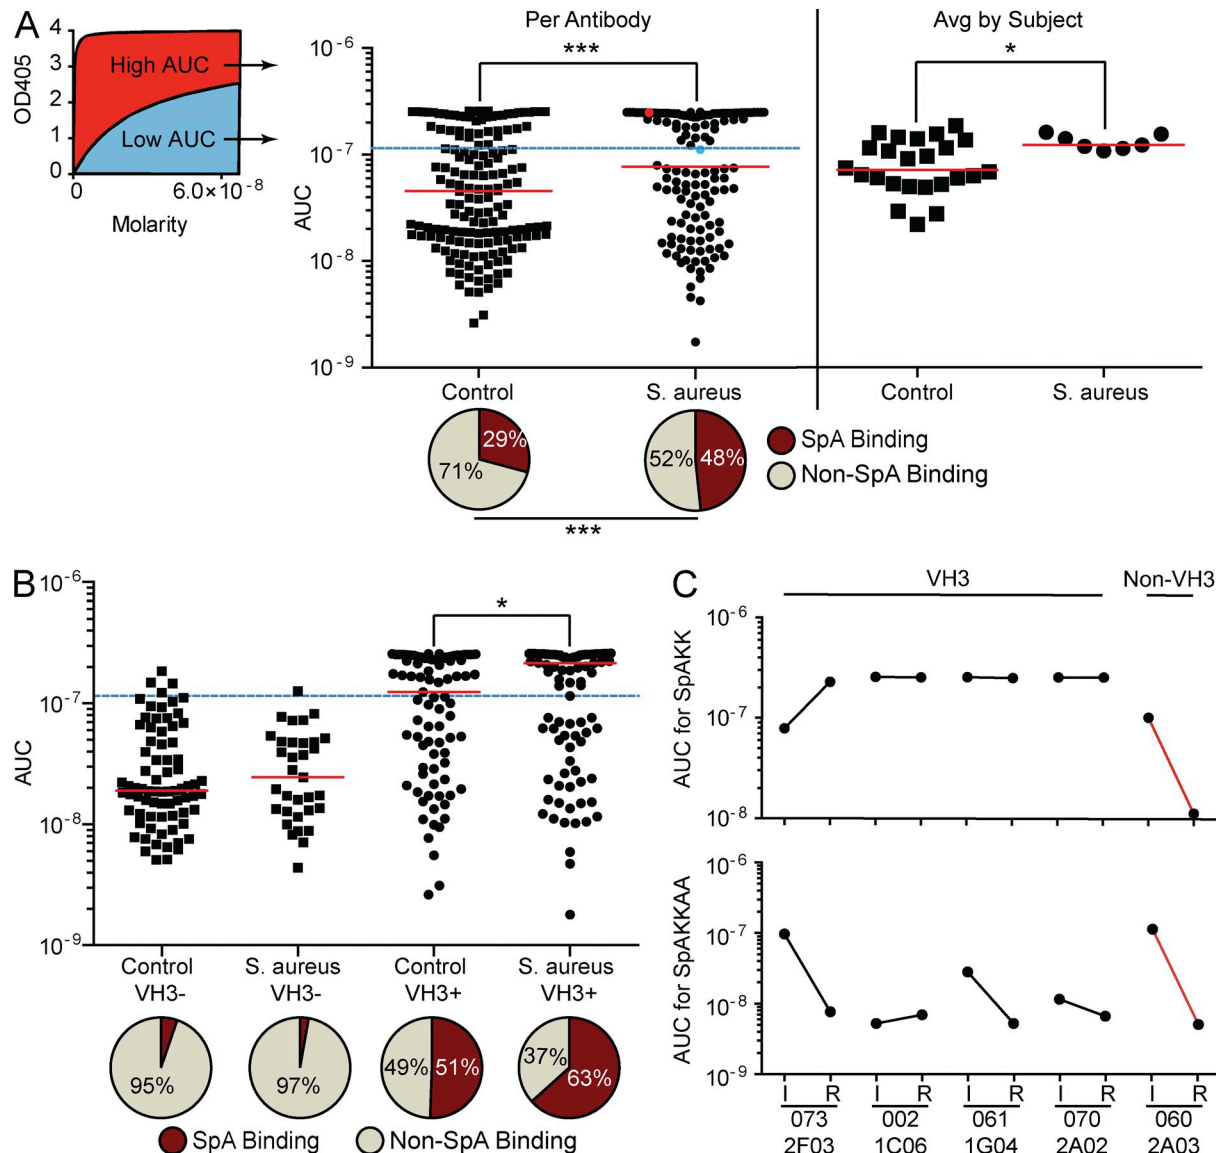 A
OD405
4
3
2
1
0
High AUC
Low AUC
0
6.0×10-8
Molarity
Per Antibody
Avg by Subject
AUC
10-6
10-7
10-8
10-9
***
*
Control
S. aureus
Control
S. aureus
29%
71%
52%
48%
SpA Binding
Non-SpA Binding
***
B
AUC
10-6
10-7
10-8
10-9
*
Control
VH3-
S. aureus
VH3-
Control
VH3+
S. aureus
VH3+
95%
97%
49%
51%
37%
63%
SpA Binding
Non-SpA Binding
C
VH3
Non-VH3
AUC for SpAKK
10-6
10-7
10-8
AUC for SpAKKAA
10-6
10-7
10-8
10-9
I R I R I R I R I R
073 002 061 070 060
2F03 1C06 1G04 2A02 2A03